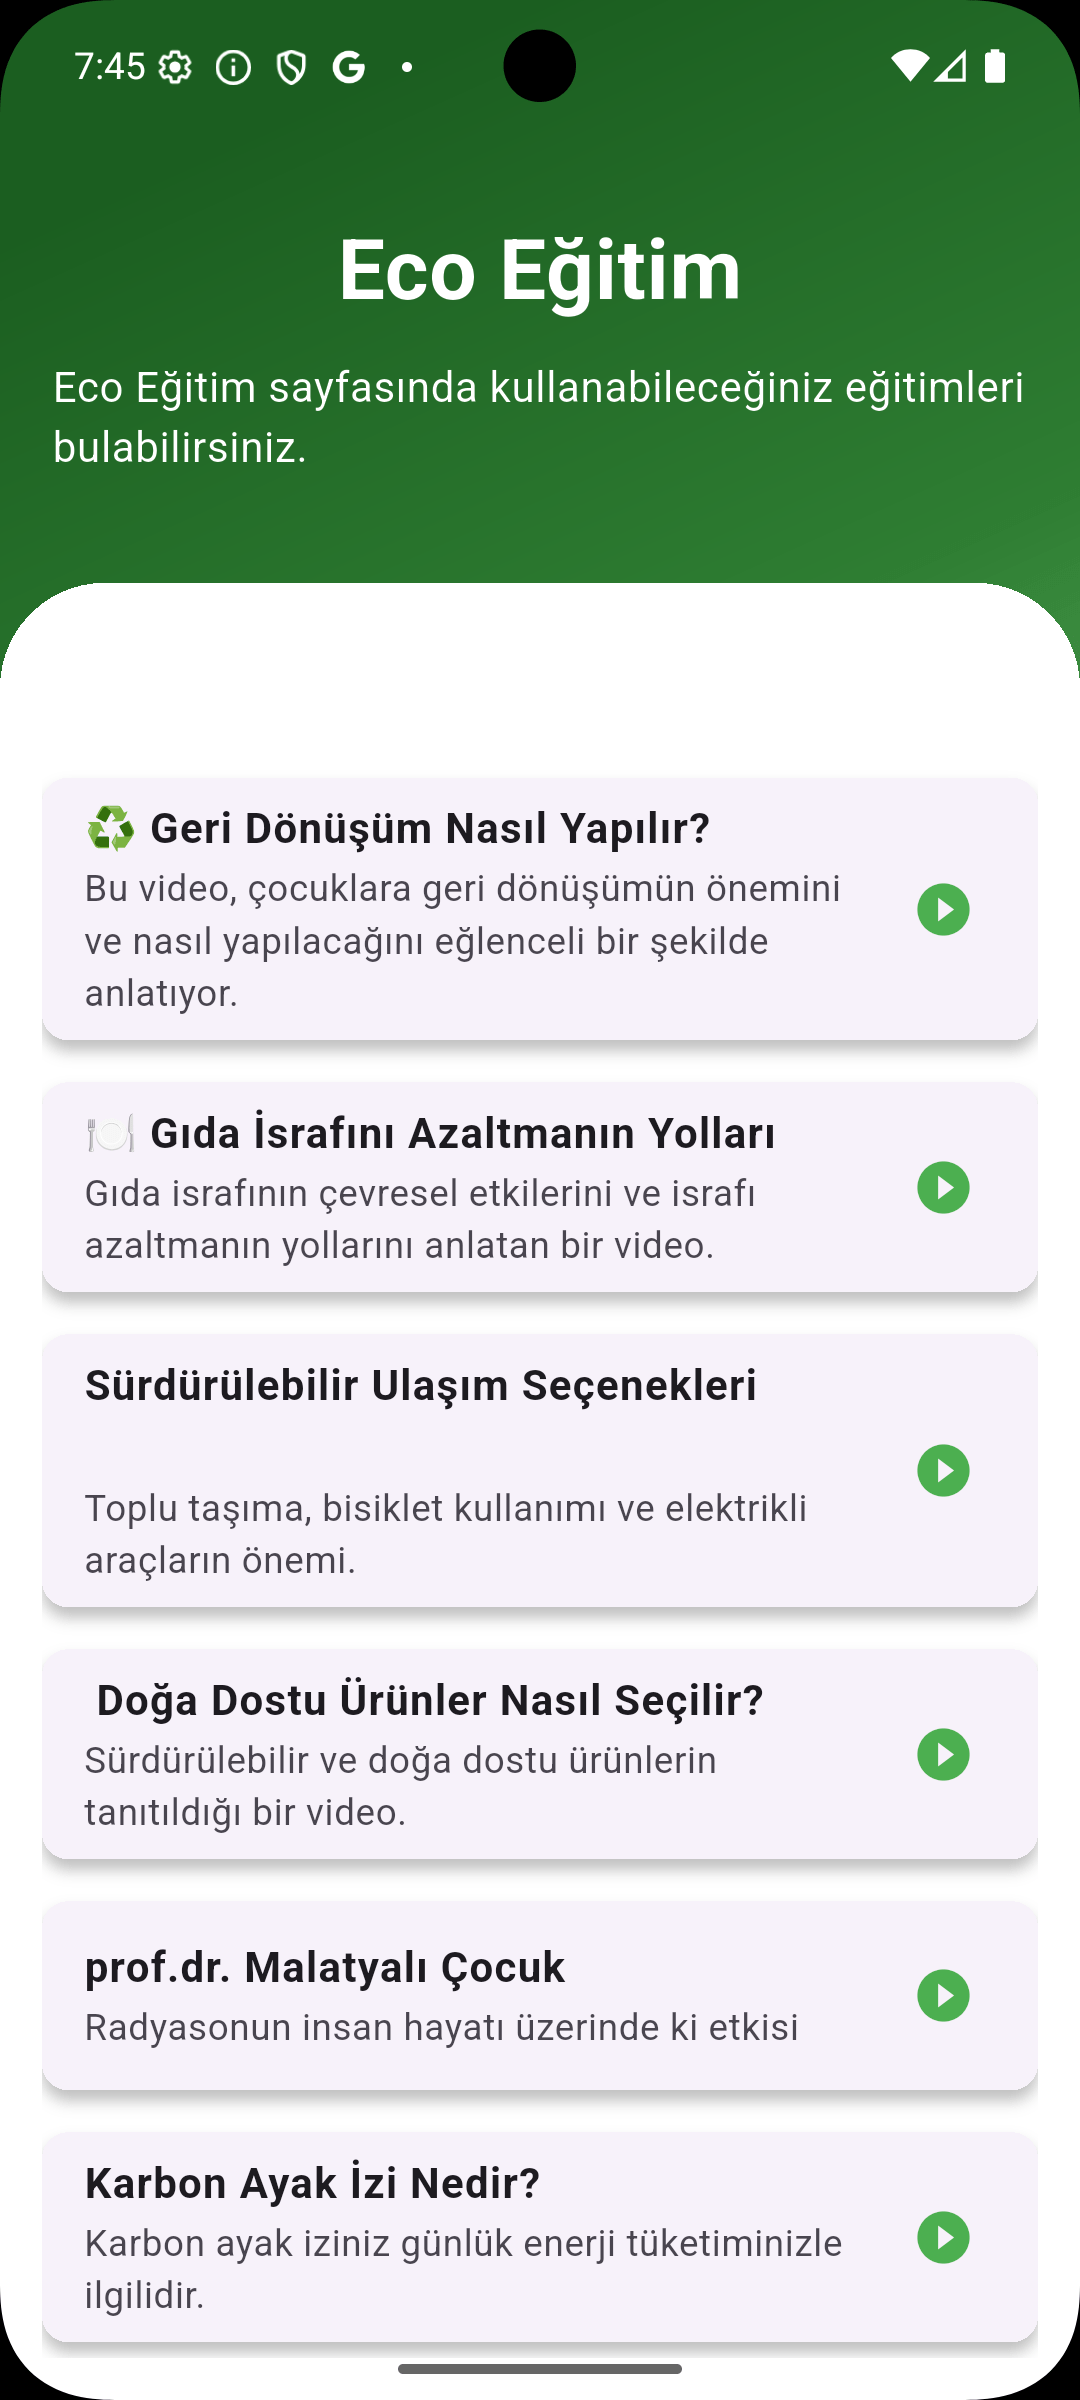 7:45
Eco Eğitim
Eco Eğitim sayfasında kullanabileceğiniz eğitimleri
bulabilirsiniz.
♻️ Geri Dönüşüm Nasıl Yapılır?
Bu video, çocuklara geri dönüşümün önemini
ve nasıl yapılacağını eğlenceli bir şekilde
anlatıyor.
🍽️ Gıda İsrafını Azaltmanın Yolları
Gıda israfının çevresel etkilerini ve israfı
azaltmanın yollarını anlatan bir video.
Sürdürülebilir Ulaşım Seçenekleri
Toplu taşıma, bisiklet kullanımı ve elektrikli
araçların önemi.
Doğa Dostu Ürünler Nasıl Seçilir?
Sürdürülebilir ve doğa dostu ürünlerin
tanıtıldığı bir video.
prof.dr. Malatyalı Çocuk
Radyasonun insan hayatı üzerinde ki etkisi
Karbon Ayak İzi Nedir?
Karbon ayak iziniz günlük enerji tüketiminizle
ilgilidir.